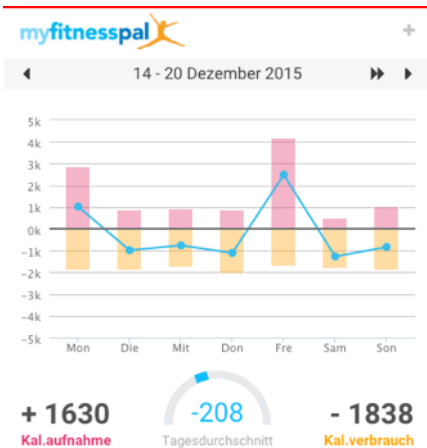 myfitnesspal
14 - 20 Dezember 2015
5k
4k
3k
2k
1k
0k
-1k
-2k
-3k
-4k
-5k
Mon Die Mit Don Fre Sam Son
+ 1630 -208 - 1838
Kal.aufnahme Tagesdurchschnitt Kal.verbrauch